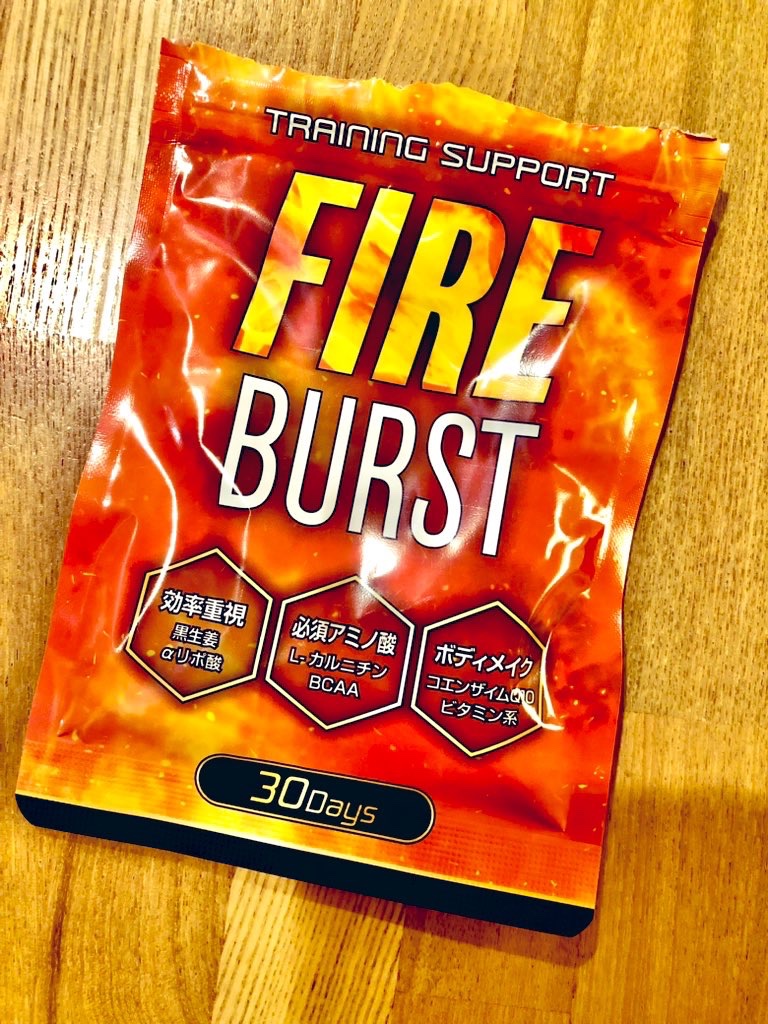 TRAINING SUPPORT
FIRE
BURST
効率重視
黒生姜
αリポ酸
必須アミノ酸
L-カルニチン
BCAA
ボディメイク
コエンザイムQ10
ビタミン系
30Days